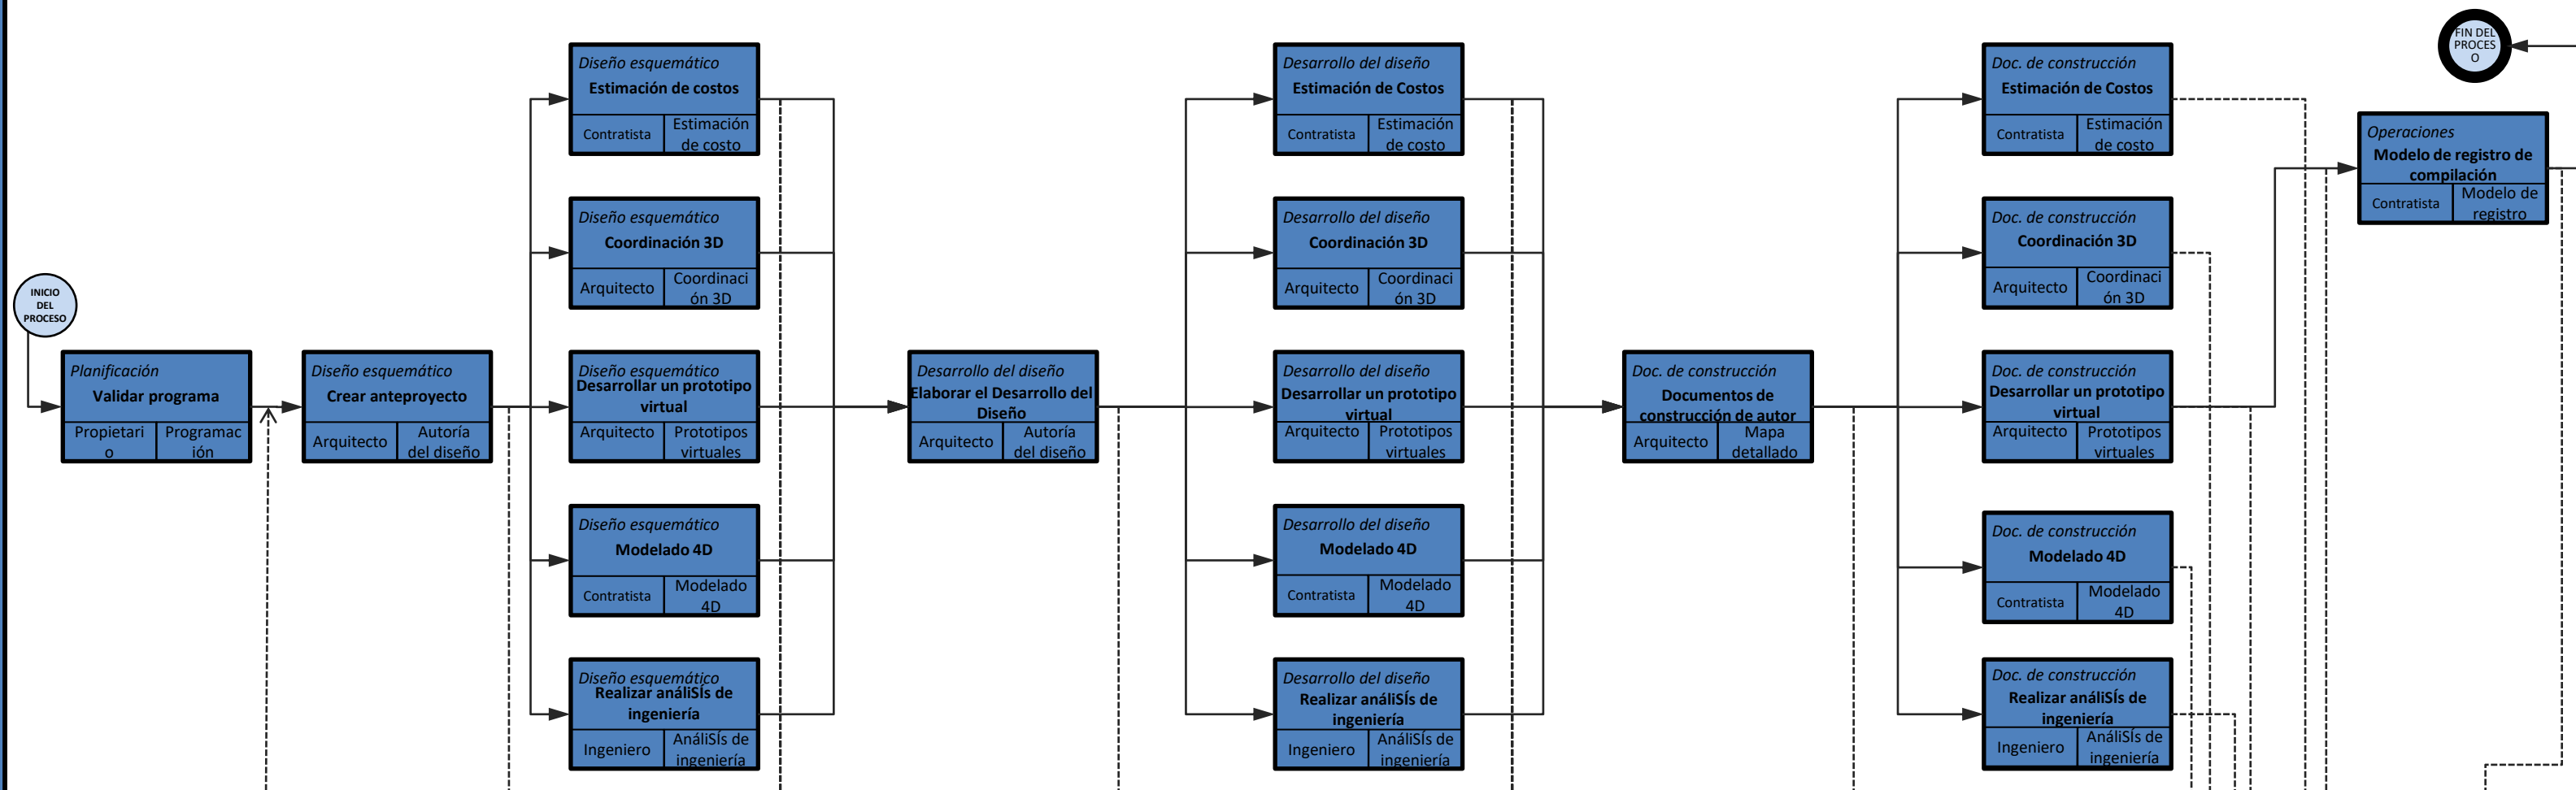 INICIO
DEL
PROCESO
Planificación
Validar programa
Propietari
o
Programac
ión
Diseño esquemático
Crear anteproyecto
Arquitecto
Autoría
del diseño
Diseño esquemático
Estimación de costos
Contratista
Estimación
de costo
Diseño esquemático
Coordinación 3D
Arquitecto
Coordinaci
ón 3D
Diseño esquemático
Desarrollar un prototipo
virtual
Arquitecto
Prototipos
virtuales
Diseño esquemático
Modelado 4D
Contratista
Modelado
4D
Diseño esquemático
Realizar análiSÍs de
ingeniería
Ingeniero
AnáliSÍs de
ingeniería
Desarrollo del diseño
Elaborar el Desarrollo del
Diseño
Arquitecto
Autoría
del diseño
Desarrollo del diseño
Estimación de Costos
Contratista
Estimación
de costo
Desarrollo del diseño
Coordinación 3D
Arquitecto
Coordinaci
ón 3D
Desarrollo del diseño
Desarrollar un prototipo
virtual
Arquitecto
Prototipos
virtuales
Desarrollo del diseño
Modelado 4D
Contratista
Modelado
4D
Desarrollo del diseño
Realizar análiSÍs de
ingeniería
Ingeniero
AnáliSÍs de
ingeniería
Doc. de construcción
Documentos de
construcción de autor
Arquitecto
Mapa
detallado
Doc. de construcción
Estimación de Costos
Contratista
Estimación
de costo
Doc. de construcción
Coordinación 3D
Arquitecto
Coordinaci
ón 3D
Doc. de construcción
Desarrollar un prototipo
virtual
Arquitecto
Prototipos
virtuales
Doc. de construcción
Modelado 4D
Contratista
Modelado
4D
Doc. de construcción
Realizar análiSÍs de
ingeniería
Ingeniero
AnáliSÍs de
ingeniería
Operaciones
Modelo de registro de
compilación
Contratista
Modelo de
registro
FIN DEL
PROCES
O